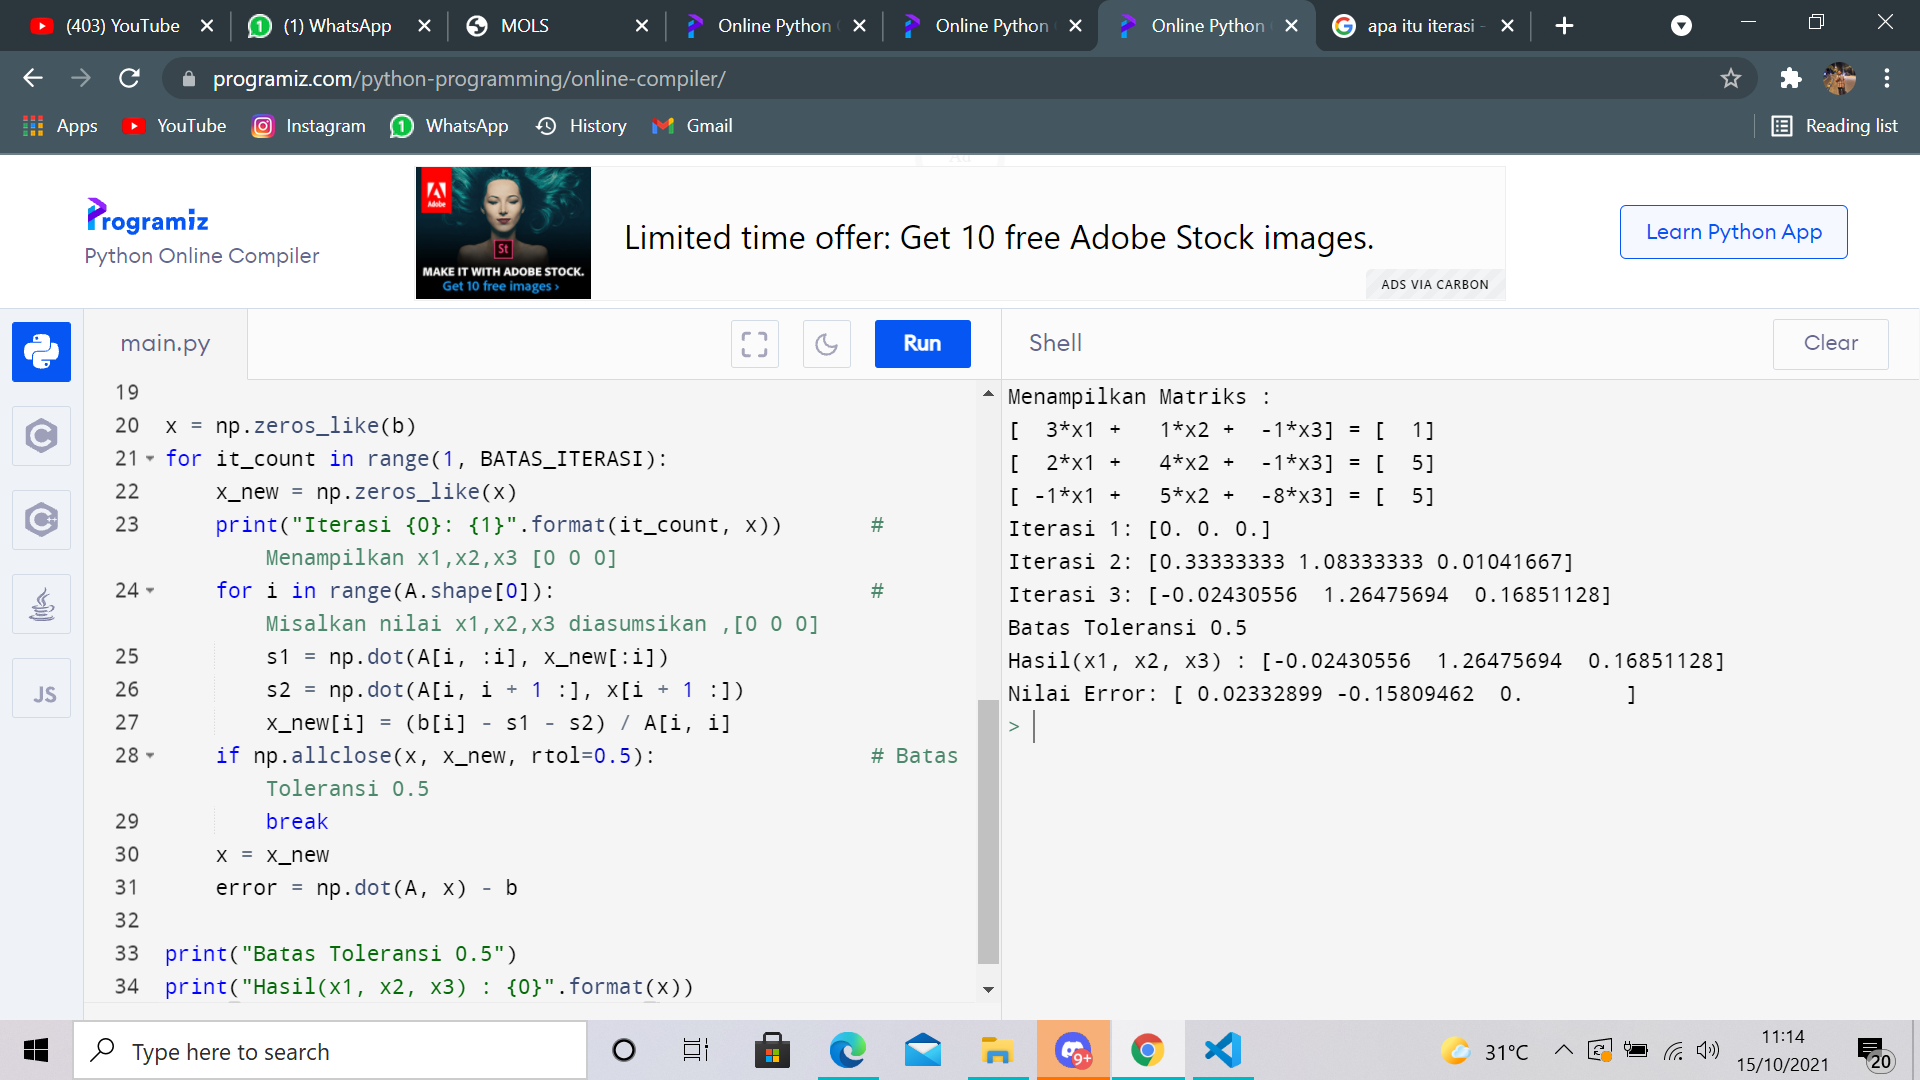 (403) YouTube
(1) WhatsApp
MOLS
Online Python
Online Python
Online Python
apa itu iterasi -
programiz.com/python-programming/online-compiler/
Apps
YouTube
Instagram
WhatsApp
History
Gmail
Reading list
Programiz
Python Online Compiler
Adobe
St
MAKE IT WITH ADOBE STOCK.
Get 10 free images ›
Limited time offer: Get 10 free Adobe Stock images.
ADS VIA CARBON
Learn Python App
main.py
Run
Shell
Clear
19
20 x = np.zeros_like(b)
21 for it_count in range(1, BATAS_ITERASI):
22 x_new = np.zeros_like(x)
23 print("Iterasi {0}: {1}".format(it_count, x)) #
Menampilkan x1,x2,x3 [0 0 0]
24 for i in range(A.shape[0]): #
Misalkan nilai x1,x2,x3 diasumsikan ,[0 0 0]
25 s1 = np.dot(A[i, :i], x_new[:i])
26 s2 = np.dot(A[i, i + 1 :], x[i + 1 :])
27 x_new[i] = (b[i] - s1 - s2) / A[i, i]
28 if np.allclose(x, x_new, rtol=0.5): # Batas
Toleransi 0.5
29 break
30 x = x_new
31 error = np.dot(A, x) - b
32
33 print("Batas Toleransi 0.5")
34 print("Hasil(x1, x2, x3) : {0}".format(x))
Menampilkan Matriks :
[  3*x1 +   1*x2 +  -1*x3] = [  1]
[  2*x1 +   4*x2 +  -1*x3] = [  5]
[ -1*x1 +   5*x2 +  -8*x3] = [  5]
Iterasi 1: [0. 0. 0.]
Iterasi 2: [0.33333333 1.08333333 0.01041667]
Iterasi 3: [-0.02430556  1.26475694  0.16851128]
Batas Toleransi 0.5
Hasil(x1, x2, x3) : [-0.02430556  1.26475694  0.16851128]
Nilai Error: [ 0.02332899 -0.15809462  0.        ]
>
C
C++
JS
Type here to search
9+
31°C
11:14
15/10/2021
20